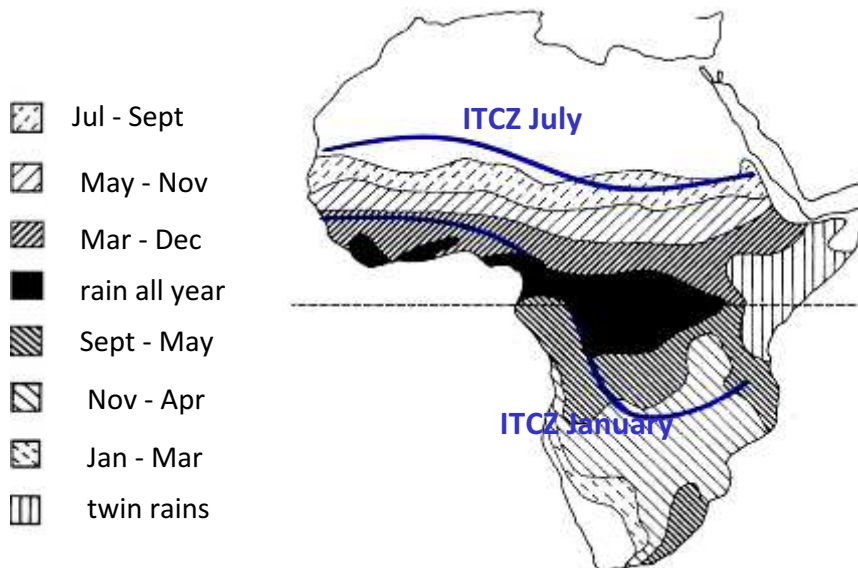 Jul - Sept
May - Nov
Mar - Dec
rain all year
Sept - May
Nov - Apr
Jan - Mar
twin rains
ITCZ July
ITCZ January